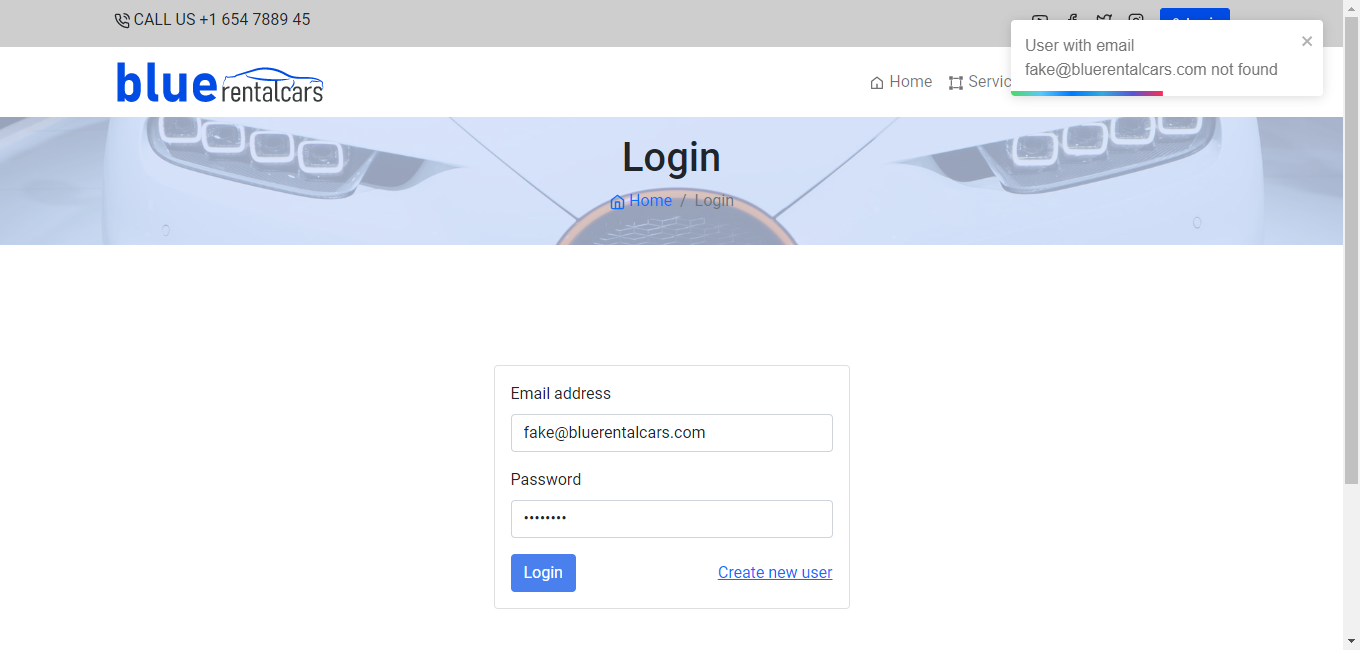 CALL US +1 654 7889 45
User with email
fake@bluerentalcars.com not found
blue rentalcars
Home
Login
Home / Login
Email address
fake@bluerentalcars.com
Password
••••••••
Login
Create new user